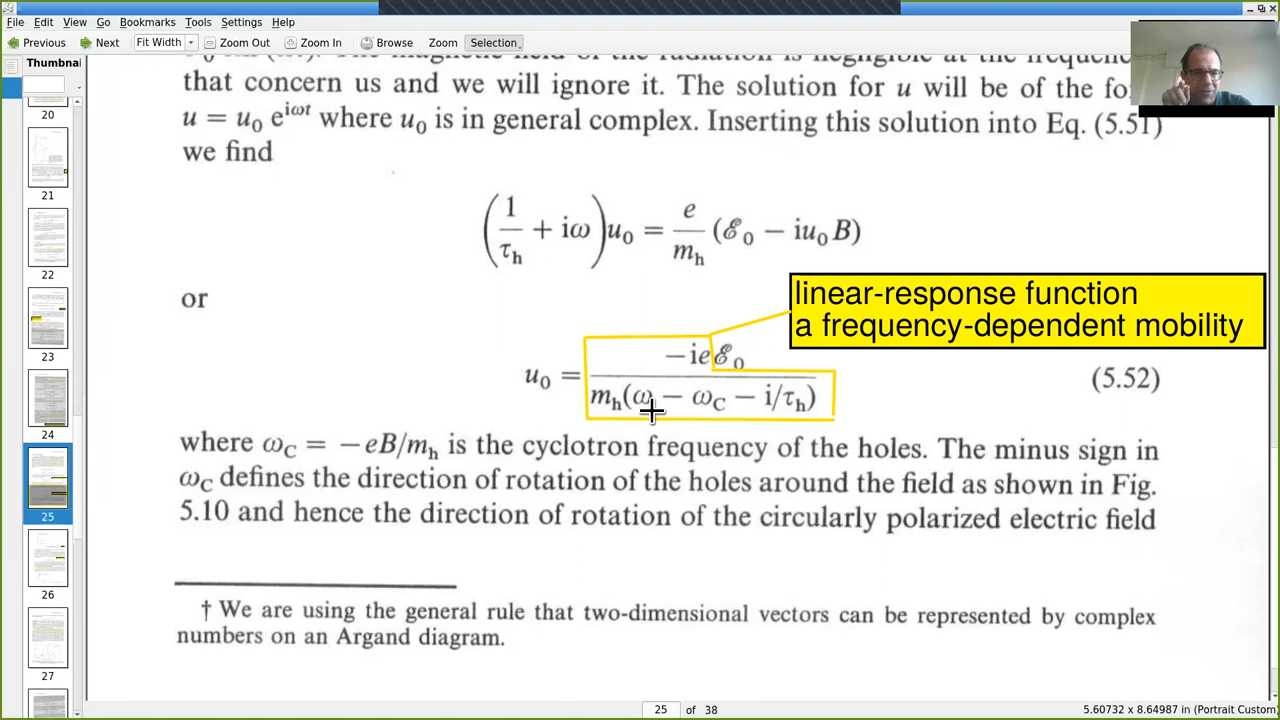 File Edit View Go Bookmarks Tools Settings Help
Previous Next Fit Width Zoom Out Zoom In Browse Zoom Selection
Thumbnai
20
21
22
23
24
25
26
27
that concern us and we will ignore it. The solution for u will be of the fo
u = u₀ e^{iωt} where u₀ is in general complex. Inserting this solution into Eq. (5.51)
we find
(1/τₕ + iω)u₀ = e/mₕ (ℰ₀ − iu₀B)
or
linear-response function
a frequency-dependent mobility
u₀ = −ieℰ₀ / mₕ(ω − ω_C − i/τₕ) (5.52)
where ω_C = −eB/mₕ is the cyclotron frequency of the holes. The minus sign in
ω_C defines the direction of rotation of the holes around the field as shown in Fig.
5.10 and hence the direction of rotation of the circularly polarized electric field
† We are using the general rule that two-dimensional vectors can be represented by complex
numbers on an Argand diagram.
25 of 38
5.60732 x 8.64987 in (Portrait Custom